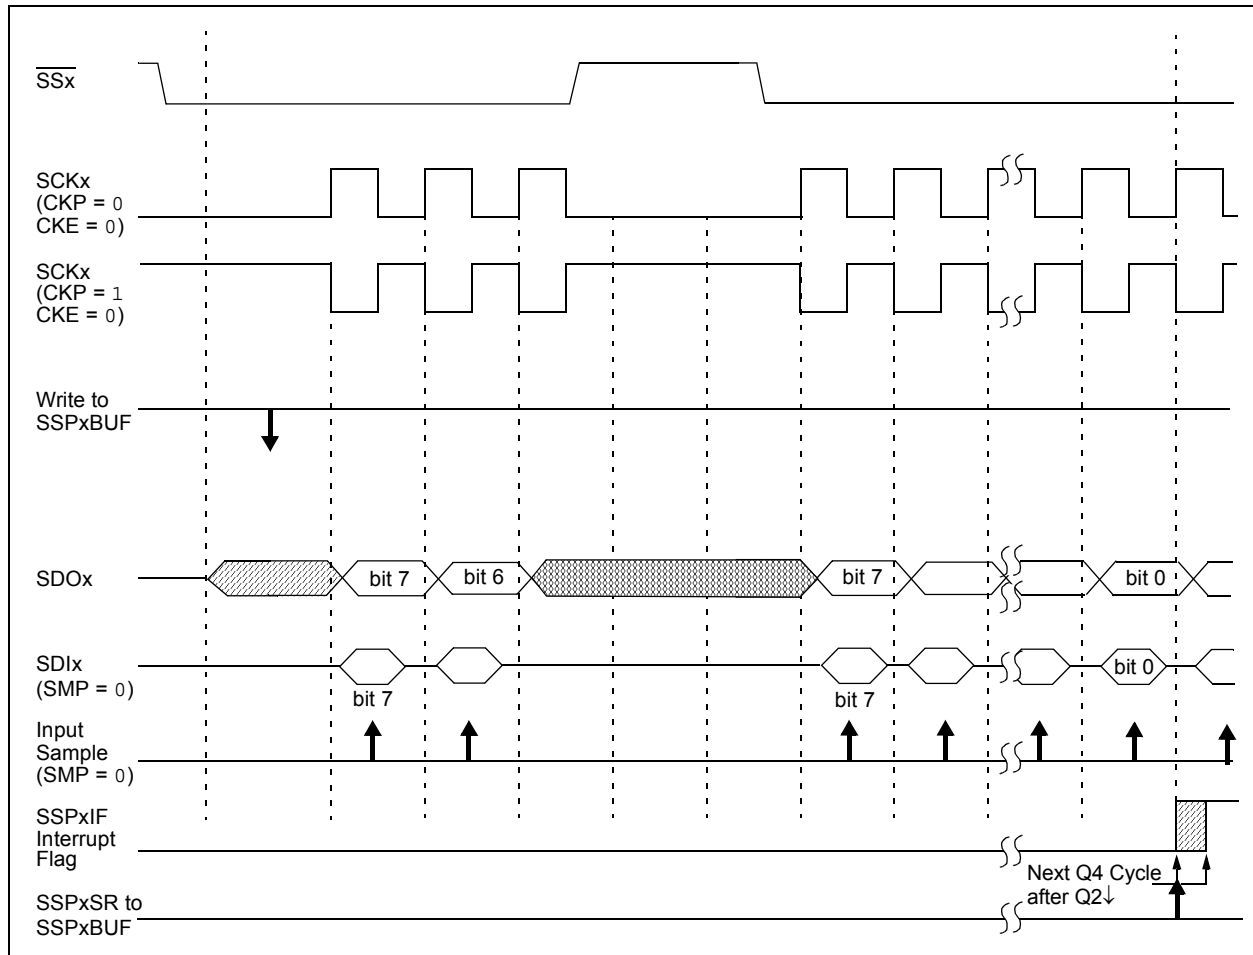 SSx
SCKx
(CKP = 0
CKE = 0)
SCKx
(CKP = 1
CKE = 0)
Write to
SSPxBUF
SDOx
bit 7
bit 6
bit 7
bit 0
SDIx
(SMP = 0)
bit 7
bit 7
bit 0
Input
Sample
(SMP = 0)
SSPxIF
Interrupt
Flag
Next Q4 Cycle
after Q2↓
SSPxSR to
SSPxBUF